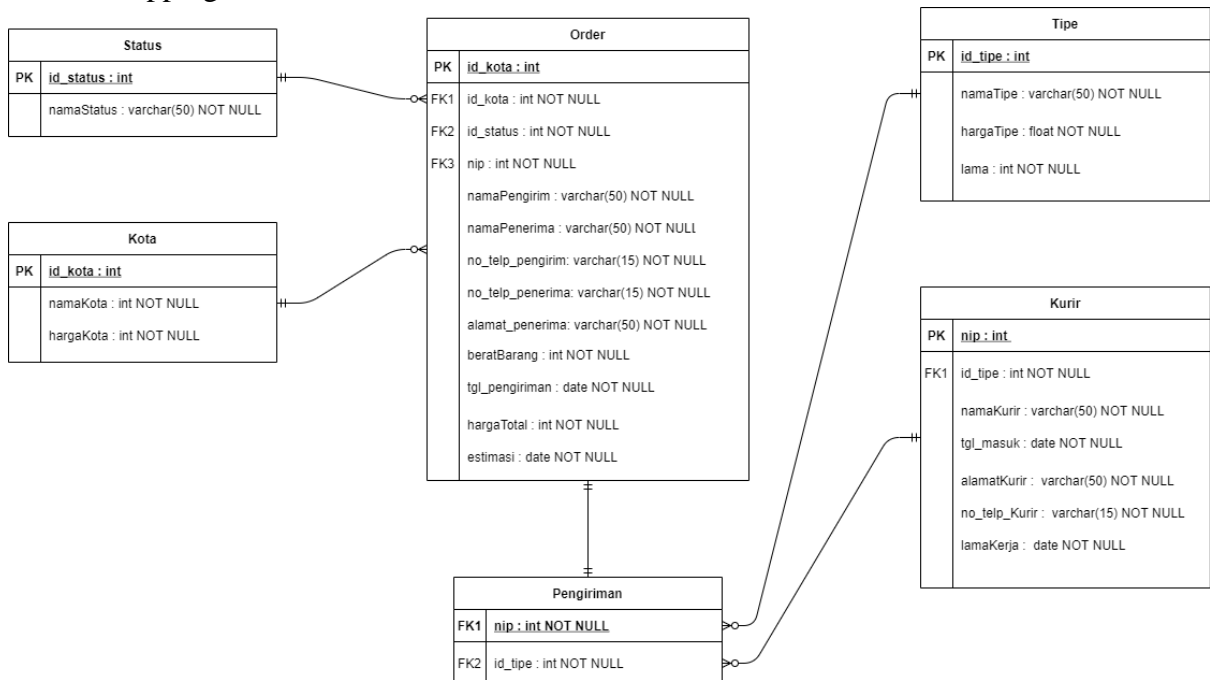 Status
PK id_status : int
namaStatus : varchar(50) NOT NULL
Kota
PK id_kota : int
namaKota : int NOT NULL
hargaKota : int NOT NULL
Order
PK id_kota : int
FK1 id_kota : int NOT NULL
FK2 id_status : int NOT NULL
FK3 nip : int NOT NULL
namaPengirim : varchar(50) NOT NULL
namaPenerima : varchar(50) NOT NULL
no_telp_pengirim: varchar(15) NOT NULL
no_telp_penerima: varchar(15) NOT NULL
alamat_penerima: varchar(50) NOT NULL
beratBarang : int NOT NULL
tgl_pengiriman : date NOT NULL
hargaTotal : int NOT NULL
estimasi : date NOT NULL
Pengiriman
FK1 nip : int NOT NULL
FK2 id_tipe : int NOT NULL
Tipe
PK id_tipe : int
namaTipe : varchar(50) NOT NULL
hargaTipe : float NOT NULL
lama : int NOT NULL
Kurir
PK nip : int
FK1 id_tipe : int NOT NULL
namaKurir : varchar(50) NOT NULL
tgl_masuk : date NOT NULL
alamatKurir : varchar(50) NOT NULL
no_telp_Kurir : varchar(15) NOT NULL
lamaKerja : date NOT NULL